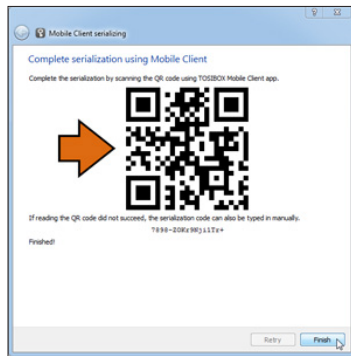 Mobile Client serializing
Complete serialization using Mobile Client
Complete the serialization by scanning the QR code using TOSIBOX Mobile Client app.
If reading the QR code did not succeed, the serialization code can also be typed in manually.
Finished!
Retry
Finish